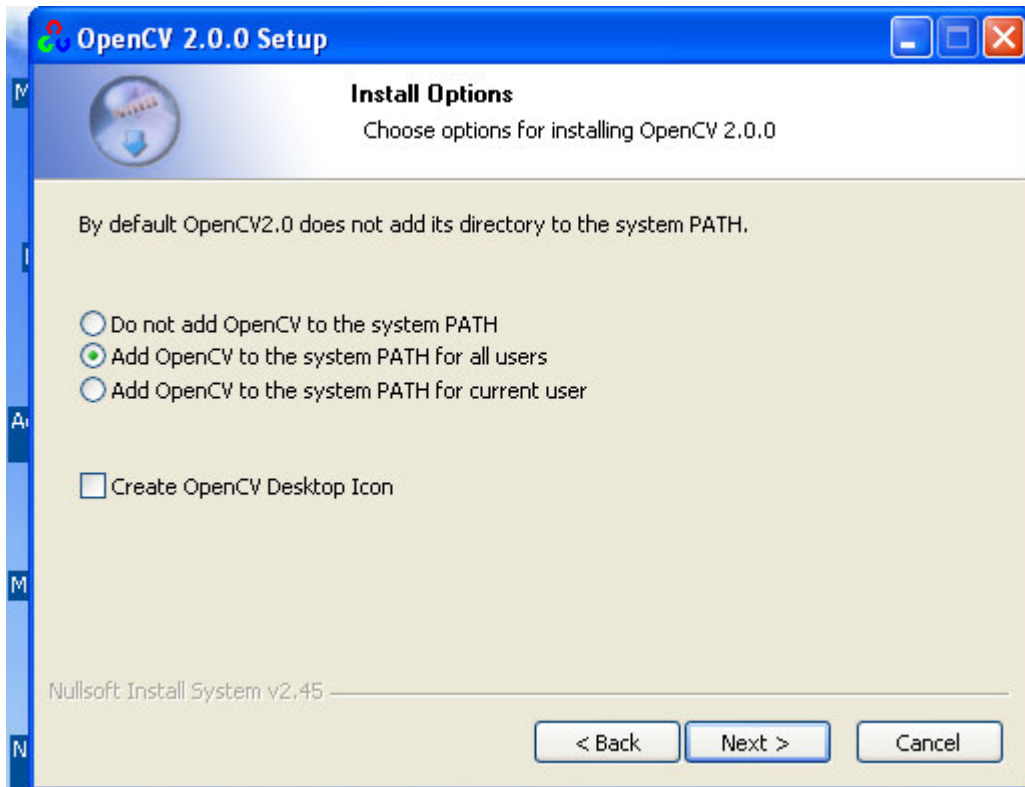 OpenCV 2.0.0 Setup
Install Options
Choose options for installing OpenCV 2.0.0
By default OpenCV2.0 does not add its directory to the system PATH.
Do not add OpenCV to the system PATH
Add OpenCV to the system PATH for all users
Add OpenCV to the system PATH for current user
Create OpenCV Desktop Icon
Nullsoft Install System v2.45
< Back
Next >
Cancel